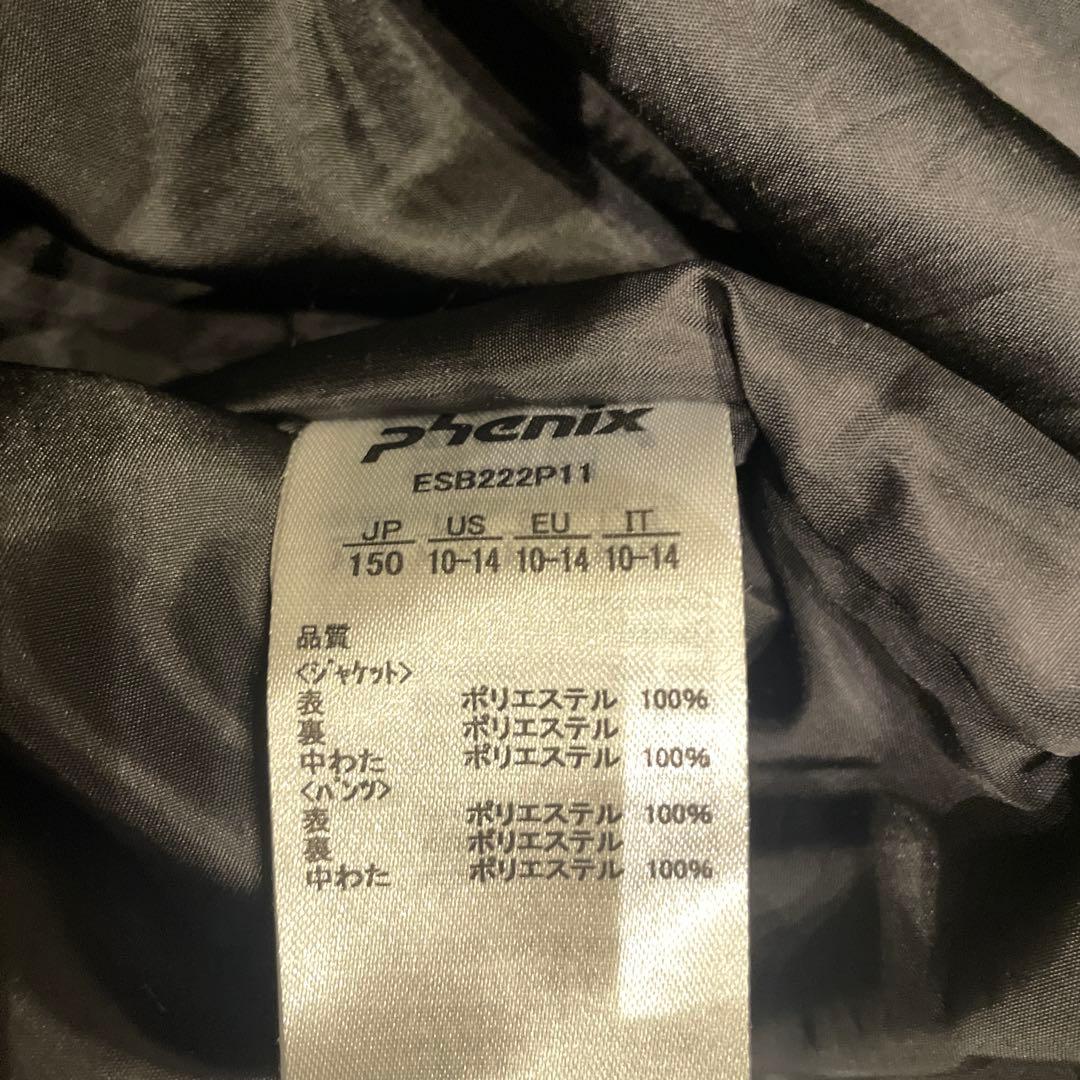 phenix
ESB222P11
JP US EU IT
150 10-14 10-14 10-14
品質
<ジャケット>
表 ポリエステル 100%
裏 ポリエステル
中わた ポリエステル 100%
<パンツ>
表 ポリエステル 100%
裏 ポリエステル
中わた ポリエステル 100%